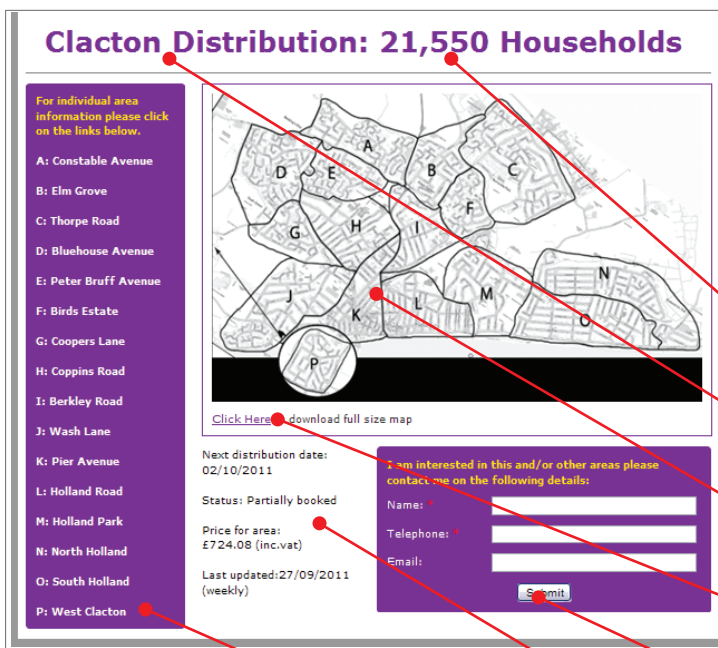 Clacton Distribution: 21,550 Households
For individual area
information please click
on the links below.
A: Constable Avenue
B: Elm Grove
C: Thorpe Road
D: Bluehouse Avenue
E: Peter Bruff Avenue
F: Birds Estate
G: Coopers Lane
H: Coppins Road
I: Berkley Road
J: Wash Lane
K: Pier Avenue
L: Holland Road
M: Holland Park
N: North Holland
O: South Holland
P: West Clacton
A
B
C
D
E
F
G
H
I
J
K
L
M
N
O
P
Click Here download full size map
Next distribution date:
02/10/2011
Status: Partially booked
Price for area:
£724.08 (inc.vat)
Last updated:27/09/2011
(weekly)
I am interested in this and/or other areas please
contact me on the following details:
Name: *
Telephone: *
Email:
Submit